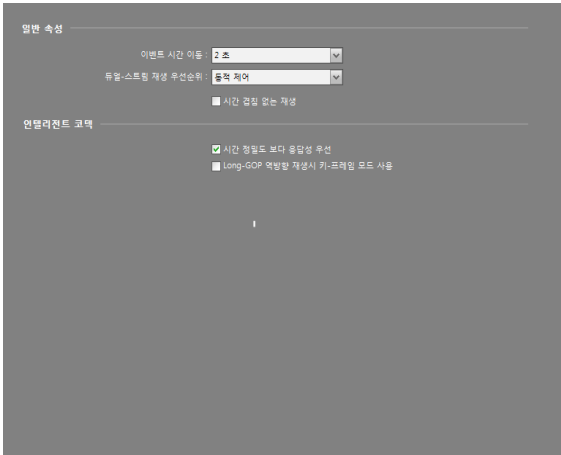 일반 속성
이벤트 시간 이동 : 2 초
듀얼-스트림 재생 우선순위 : 동적 제어
시간 겹침 없는 재생
인텔리전트 코덱
시간 정밀도 보다 응답성 우선
Long-GOP 역방향 재생시 키-프레임 모드 사용